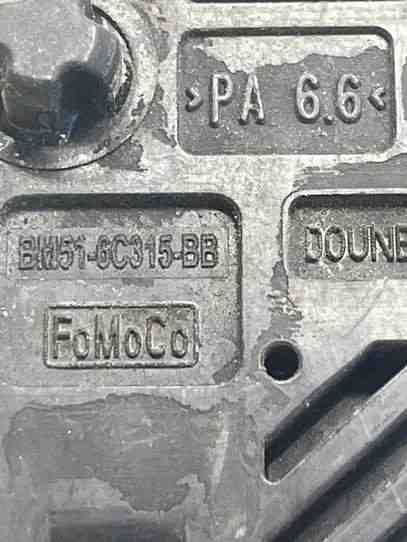 >PA 6.6<
BM51-6C315-BB
DOUNE
FoMoCo